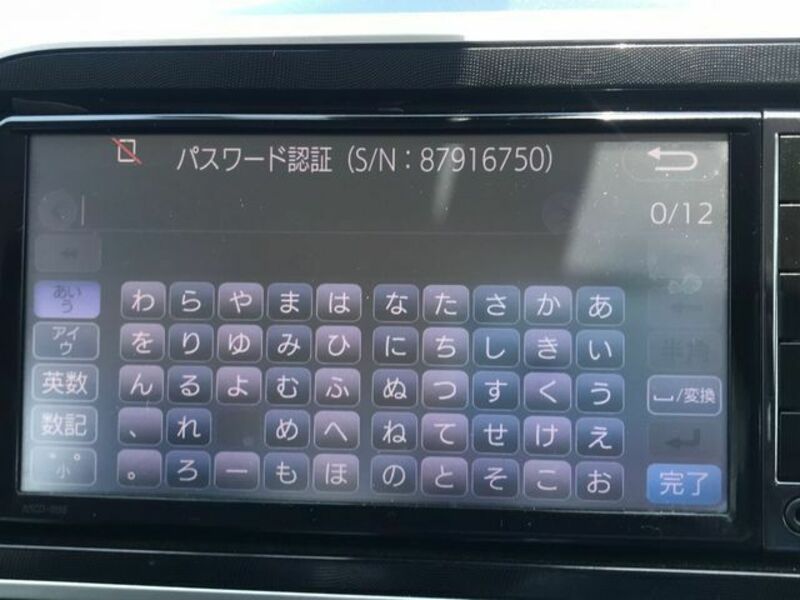 パスワード認証(S/N:87916750)
0/12
あいう わ ら や ま は な た さ か あ
アイウ を り ゆ み ひ に ち し き い 半角
英数 ん る よ む ふ ぬ つ す く う ␣/変換
数記 、 れ め へ ね て せ け え
゛小゜ 。 ろ ー も ほ の と そ こ お 完了